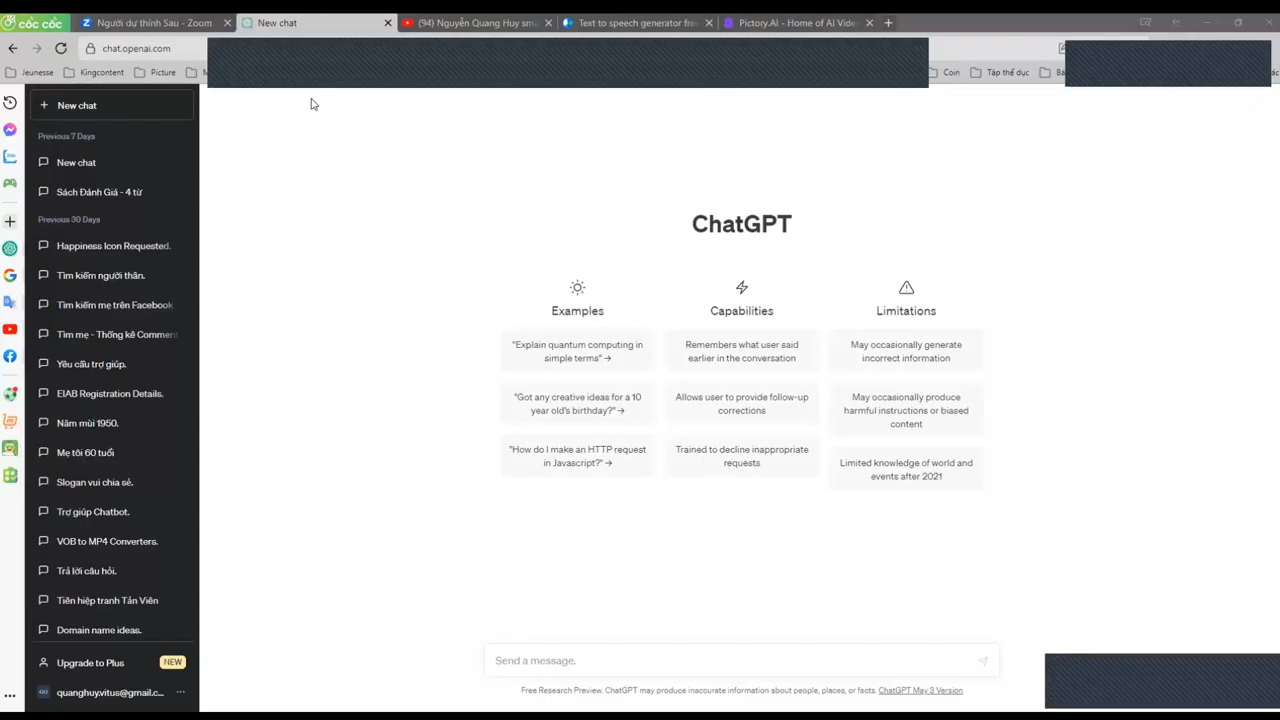 cốc cốc
Người dự thính Sau - Zoom
New chat
(94) Nguyễn Quang Huy sm
Text to speech generator free
Pictory.AI - Home of AI Video
chat.openai.com
Jeunesse
Kingcontent
Picture
Coin
Tập thể dục
New chat
Previous 7 Days
New chat
Sách Đánh Giá - 4 từ
Previous 30 Days
Happiness Icon Requested.
Tìm kiếm người thân.
Tìm kiếm mẹ trên Facebook
Tìm mẹ - Thống kê Comment
Yêu cầu trợ giúp.
EIAB Registration Details.
Năm mùi 1950.
Mẹ tôi 60 tuổi
Slogan vui chia sẻ.
Trợ giúp Chatbot.
VOB to MP4 Converters.
Trả lời câu hỏi.
Tiên hiệp tranh Tản Viên
Domain name ideas.
Upgrade to Plus
NEW
quanghuyvitus@gmail.c...
ChatGPT
Examples
Capabilities
Limitations
"Explain quantum computing in
simple terms" →
Remembers what user said
earlier in the conversation
May occasionally generate
incorrect information
"Got any creative ideas for a 10
year old's birthday?" →
Allows user to provide follow-up
corrections
May occasionally produce
harmful instructions or biased
content
"How do I make an HTTP request
in Javascript?" →
Trained to decline inappropriate
requests
Limited knowledge of world and
events after 2021
Send a message.
Free Research Preview. ChatGPT may produce inaccurate information about people, places, or facts. ChatGPT May 3 Version